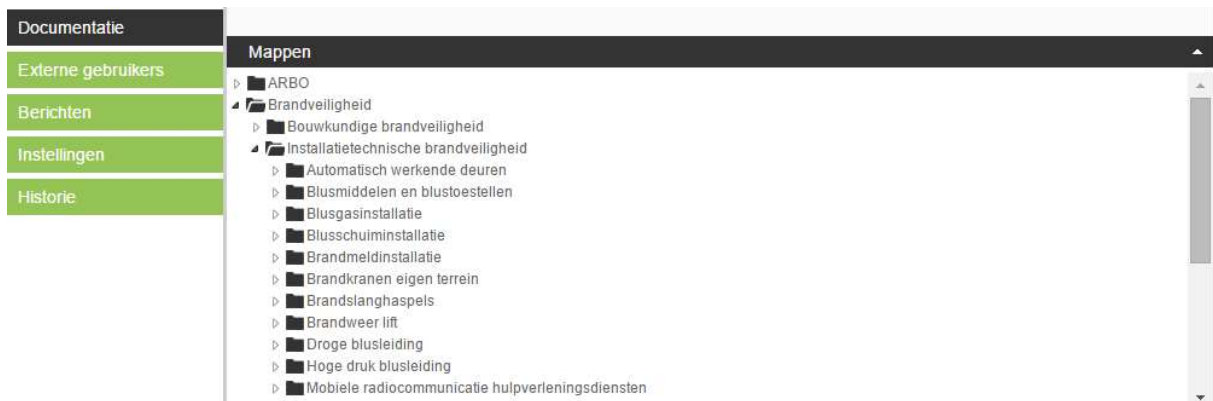 Documentatie
Externe gebruikers
Berichten
Instellingen
Historie
Mappen
ARBO
Brandveiligheid
Bouwkundige brandveiligheid
Installatietechnische brandveiligheid
Automatisch werkende deuren
Blusmiddelen en blustoestellen
Blusgasinstallatie
Blusschuiminstallatie
Brandmeldinstallatie
Brandkranen eigen terrein
Brandslanghaspels
Brandweer lift
Droge blusleiding
Hoge druk blusleiding
Mobiele radiocommunicatie hulpverleningsdiensten